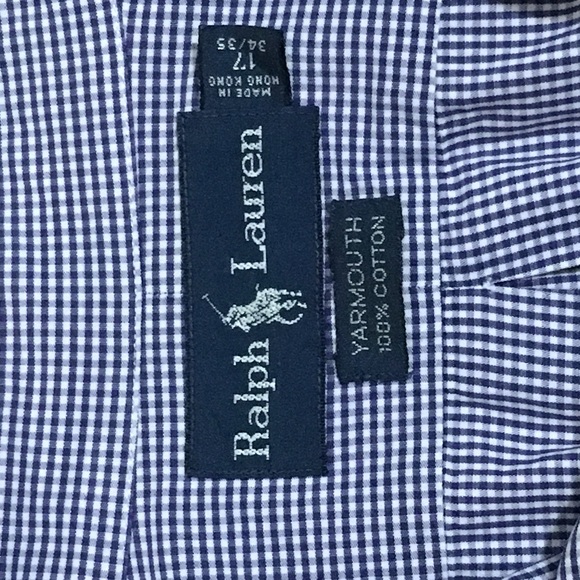 Ralph Lauren
17
34/35
MADE IN
HONG KONG
YARMOUTH
100% COTTON